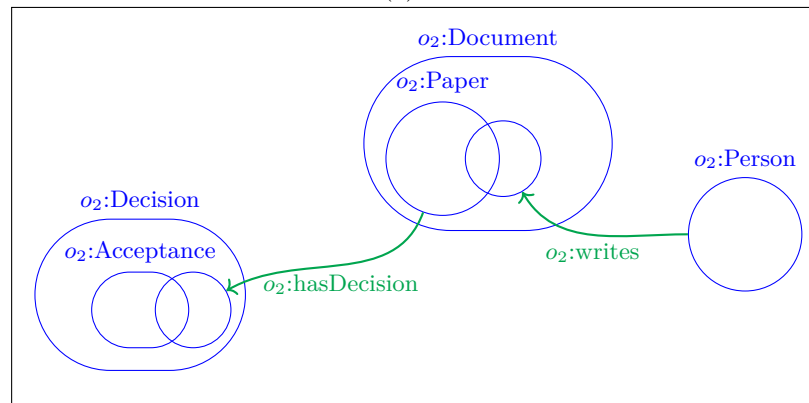 o₂:Document
o₂:Paper
o₂:Person
o₂:Decision
o₂:Acceptance
o₂:writes
o₂:hasDecision